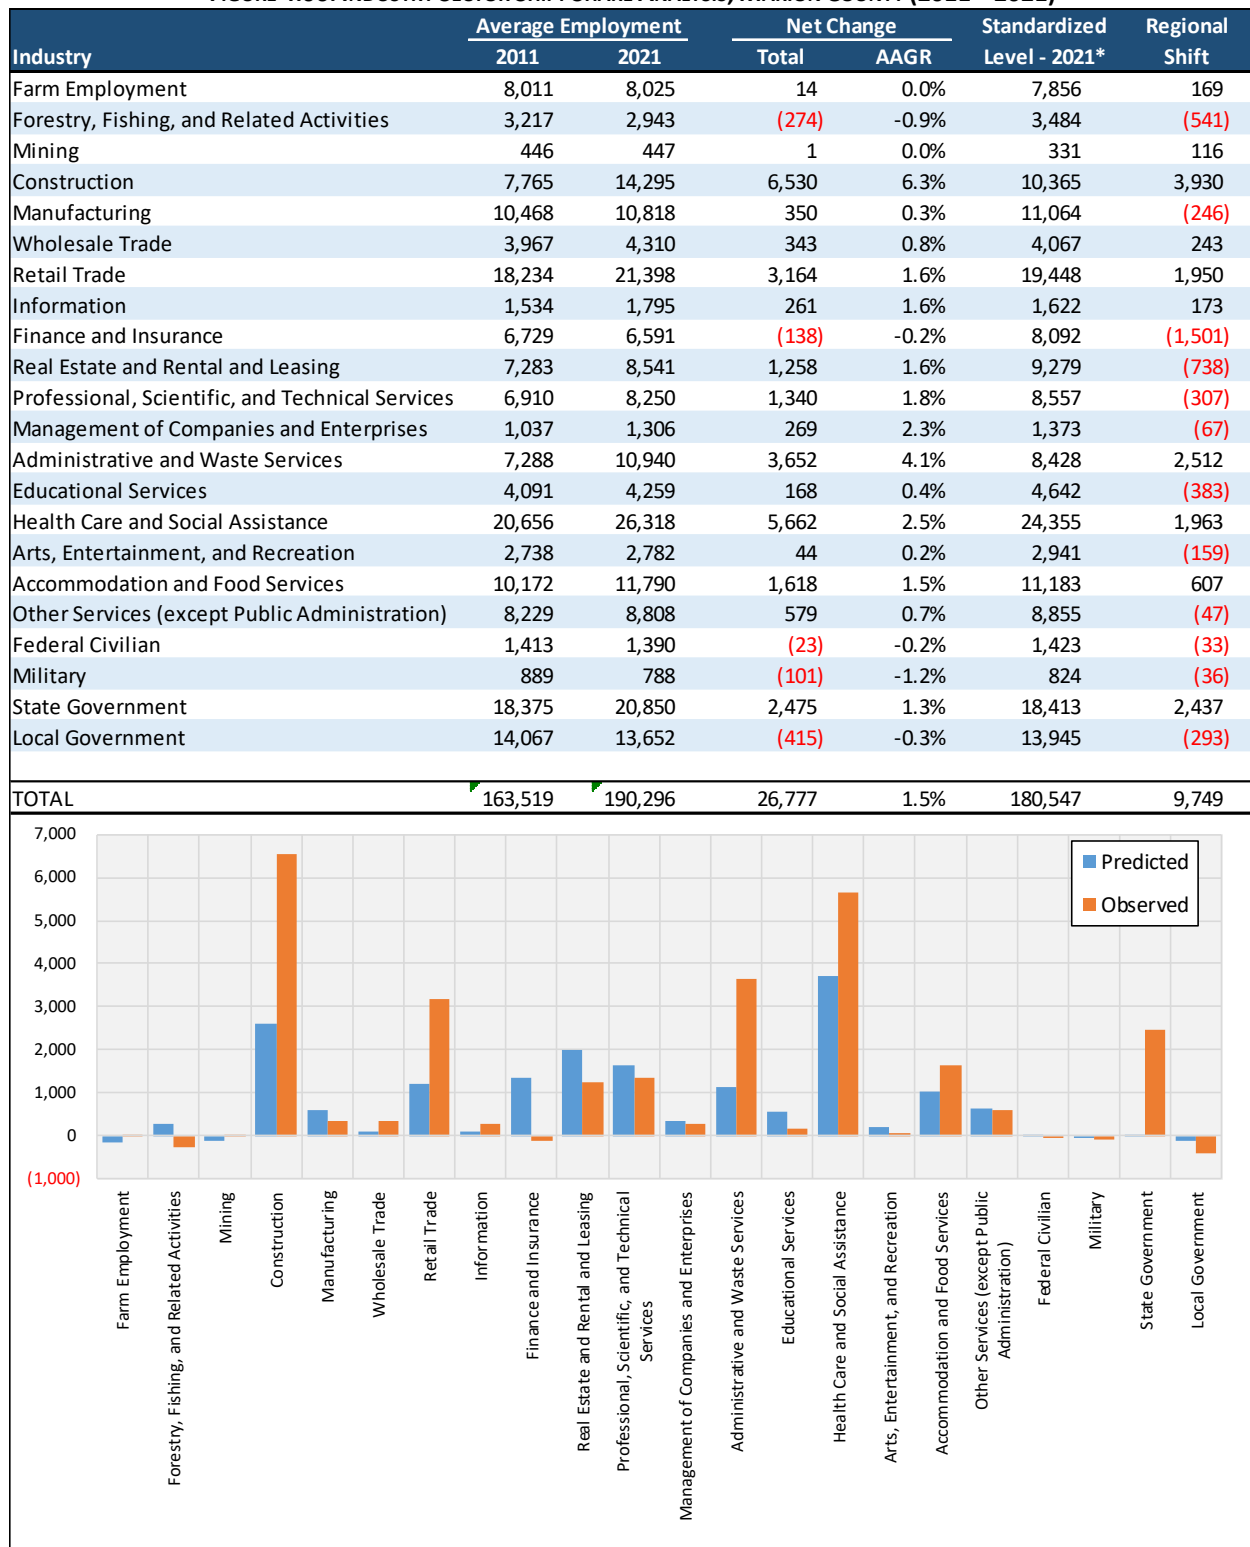 FIGURE INDUSTRY SECTOR SHIFT SHARE ANALYSIS, MARION COUNTY (2011 - 2021)
Average Employment Net Change Standardized Regional
Industry 2011 2021 Total AAGR Level - 2021* Shift
Farm Employment 8,011 8,025 14 0.0% 7,856 169
Forestry, Fishing, and Related Activities 3,217 2,943 (274) -0.9% 3,484 (541)
Mining 446 447 1 0.0% 331 116
Construction 7,765 14,295 6,530 6.3% 10,365 3,930
Manufacturing 10,468 10,818 350 0.3% 11,064 (246)
Wholesale Trade 3,967 4,310 343 0.8% 4,067 243
Retail Trade 18,234 21,398 3,164 1.6% 19,448 1,950
Information 1,534 1,795 261 1.6% 1,622 173
Finance and Insurance 6,729 6,591 (138) -0.2% 8,092 (1,501)
Real Estate and Rental and Leasing 7,283 8,541 1,258 1.6% 9,279 (738)
Professional, Scientific, and Technical Services 6,910 8,250 1,340 1.8% 8,557 (307)
Management of Companies and Enterprises 1,037 1,306 269 2.3% 1,373 (67)
Administrative and Waste Services 7,288 10,940 3,652 4.1% 8,428 2,512
Educational Services 4,091 4,259 168 0.4% 4,642 (383)
Health Care and Social Assistance 20,656 26,318 5,662 2.5% 24,355 1,963
Arts, Entertainment, and Recreation 2,738 2,782 44 0.2% 2,941 (159)
Accommodation and Food Services 10,172 11,790 1,618 1.5% 11,183 607
Other Services (except Public Administration) 8,229 8,808 579 0.7% 8,855 (47)
Federal Civilian 1,413 1,390 (23) -0.2% 1,423 (33)
Military 889 788 (101) -1.2% 824 (36)
State Government 18,375 20,850 2,475 1.3% 18,413 2,437
Local Government 14,067 13,652 (415) -0.3% 13,945 (293)
TOTAL 163,519 190,296 26,777 1.5% 180,547 9,749
7,000
6,000
5,000
4,000
3,000
2,000
1,000
0
(1,000)
Predicted
Observed
Farm Employment
Forestry, Fishing, and Related Activities
Mining
Construction
Manufacturing
Wholesale Trade
Retail Trade
Information
Finance and Insurance
Real Estate and Rental and Leasing
Professional, Scientific, and Technical
Services
Management of Companies and Enterprises
Administrative and Waste Services
Educational Services
Health Care and Social Assistance
Arts, Entertainment, and Recreation
Accommodation and Food Services
Other Services (except Public
Administration)
Federal Civilian
Military
State Government
Local Government